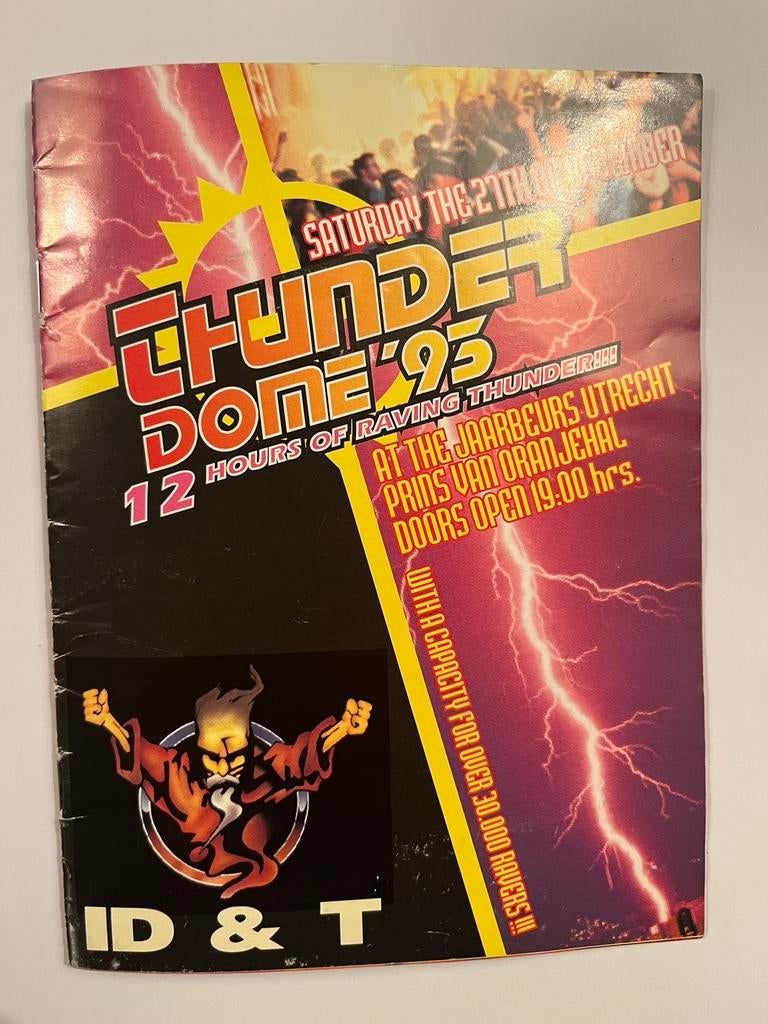 SATURDAY THE 27TH
THUNDER
DOME '93
12 HOURS OF RAVING THUNDER!!!!
AT THE JAARBEURS UTRECHT
PRINS VAN ORANJEHAL
DOORS OPEN 19:00 hrs.
WITH A CAPACITY FOR OVER 30.000 RAVERS !!!
ID & T